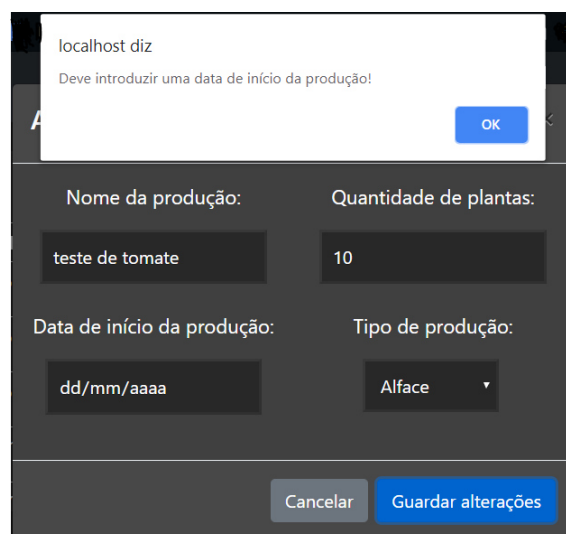 localhost diz
Deve introduzir uma data de início da produção!
OK
A
Nome da produção:
Quantidade de plantas:
teste de tomate
10
Data de início da produção:
Tipo de produção:
dd/mm/aaaa
Alface
Cancelar
Guardar alterações